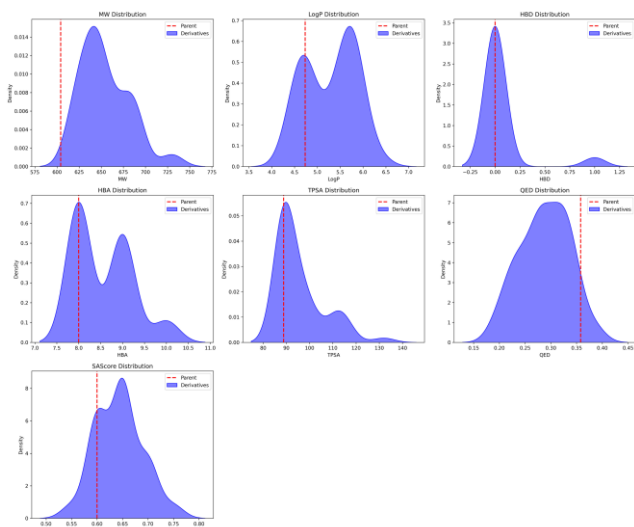 MW Distribution
Parent
Derivatives
Density
0.014
0.012
0.010
0.008
0.006
0.004
0.002
0.000
575 600 625 650 675 700 725 750 775
MW
LogP Distribution
Parent
Derivatives
Density
0.7
0.6
0.5
0.4
0.3
0.2
0.1
0.0
3.5 4.0 4.5 5.0 5.5 6.0 6.5 7.0
LogP
HBD Distribution
Parent
Derivatives
Density
3.5
3.0
2.5
2.0
1.5
1.0
0.5
0.0
-0.25 0.00 0.25 0.50 0.75 1.00 1.25
HBD
HBA Distribution
Parent
Derivatives
Density
0.7
0.6
0.5
0.4
0.3
0.2
0.1
0.0
7.0 7.5 8.0 8.5 9.0 9.5 10.0 10.5 11.0
HBA
TPSA Distribution
Parent
Derivatives
Density
0.05
0.04
0.03
0.02
0.01
0.00
80 90 100 110 120 130 140
TPSA
QED Distribution
Parent
Derivatives
Density
7
6
5
4
3
2
1
0
0.15 0.20 0.25 0.30 0.35 0.40 0.45
QED
SAScore Distribution
Parent
Derivatives
Density
8
6
4
2
0
0.50 0.55 0.60 0.65 0.70 0.75 0.80